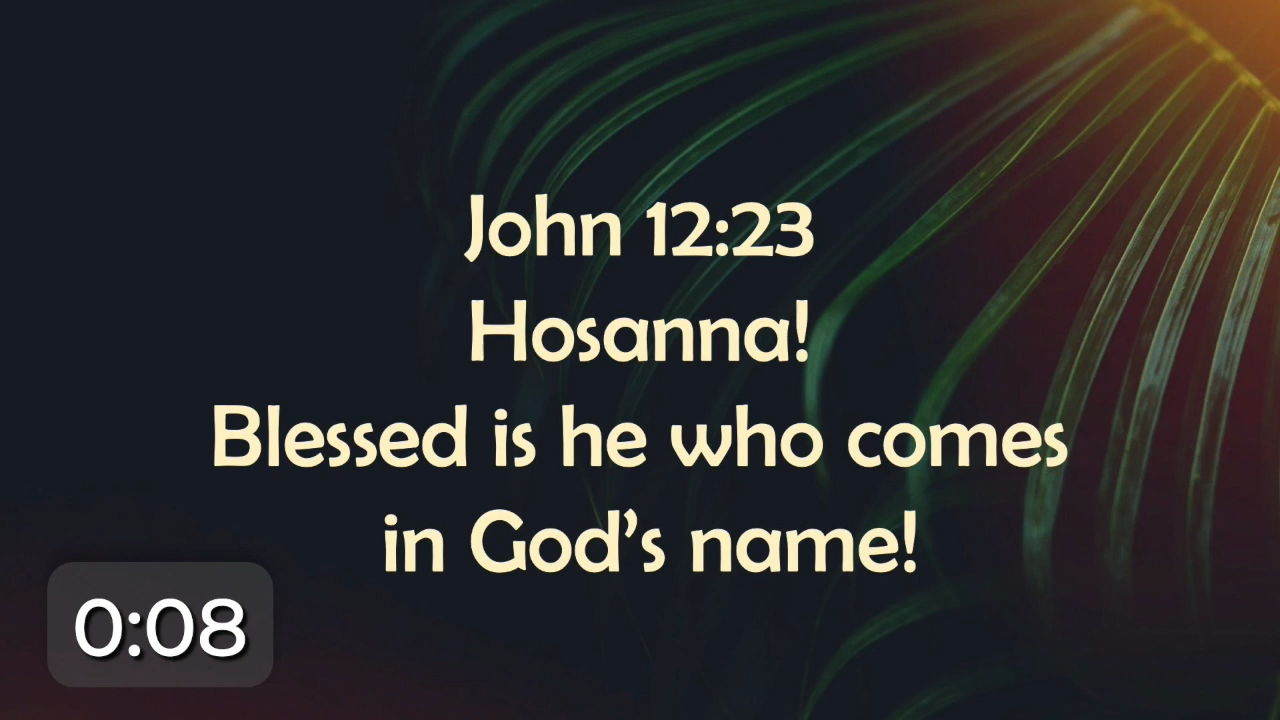 John 12:23
Hosanna!
Blessed is he who comes
in God’s name!
0:08